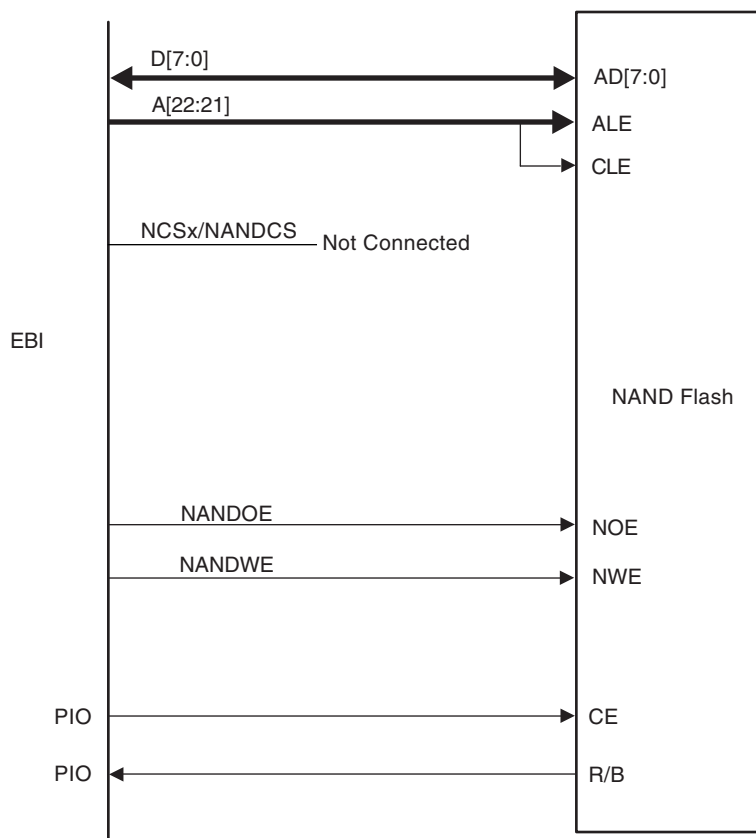 D[7:0]
AD[7:0]
A[22:21]
ALE
CLE
NCSx/NANDCS
Not Connected
EBI
NAND Flash
NANDOE
NOE
NANDWE
NWE
PIO
CE
PIO
R/B